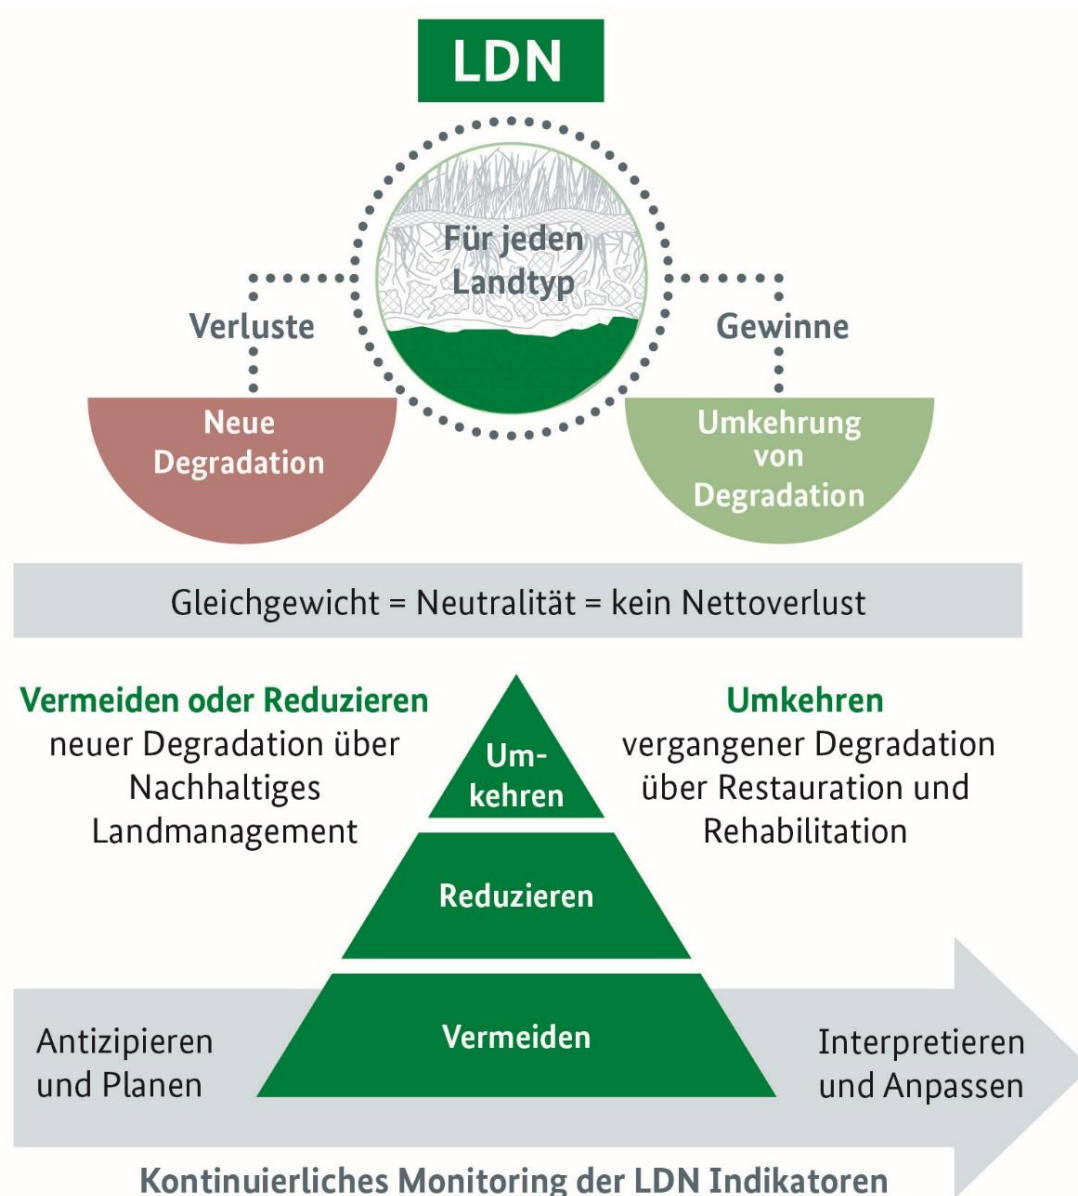 LDN
Für jeden
Landtyp
Verluste
Gewinne
Neue
Degradation
Umkehrung
von
Degradation
Gleichgewicht = Neutralität = kein Nettoverlust
Vermeiden oder Reduzieren
neuer Degradation über
Nachhaltiges
Landmanagement
Um-
kehren
Umkehren
vergangener Degradation
über Restauration und
Rehabilitation
Reduzieren
Vermeiden
Antizipieren
und Planen
Interpretieren
und Anpassen
Kontinuierliches Monitoring der LDN Indikatoren